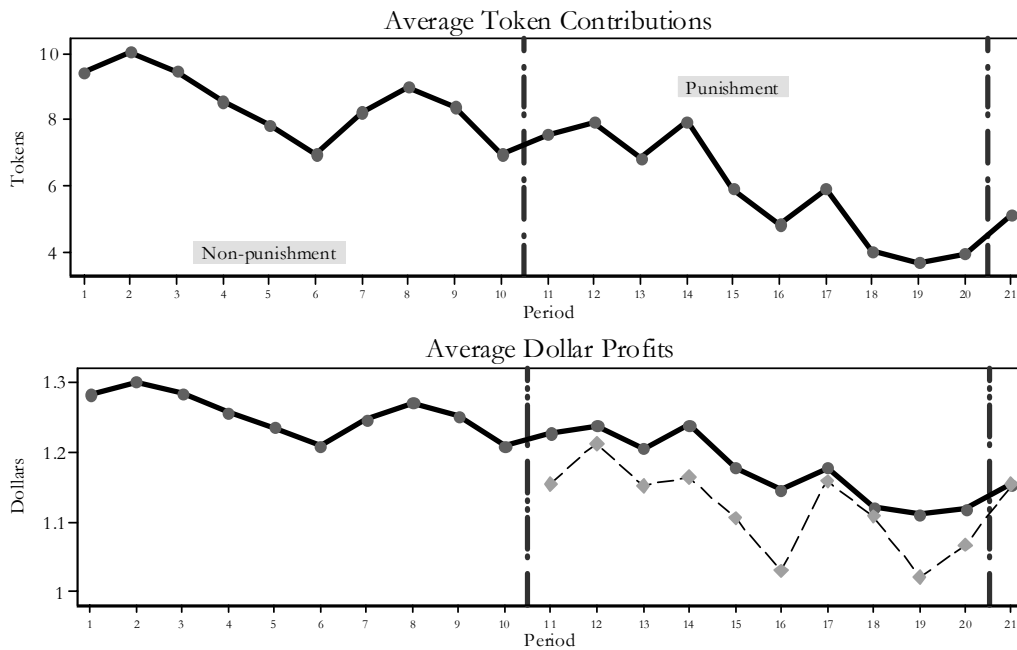 Average Token Contributions
10
8
6
4
Tokens
Punishment
Non-punishment
1 2 3 4 5 6 7 8 9 10 11 12 13 14 15 16 17 18 19 20 21
Period
Average Dollar Profits
1.3
1.2
1.1
1
Dollars
1 2 3 4 5 6 7 8 9 10 11 12 13 14 15 16 17 18 19 20 21
Period